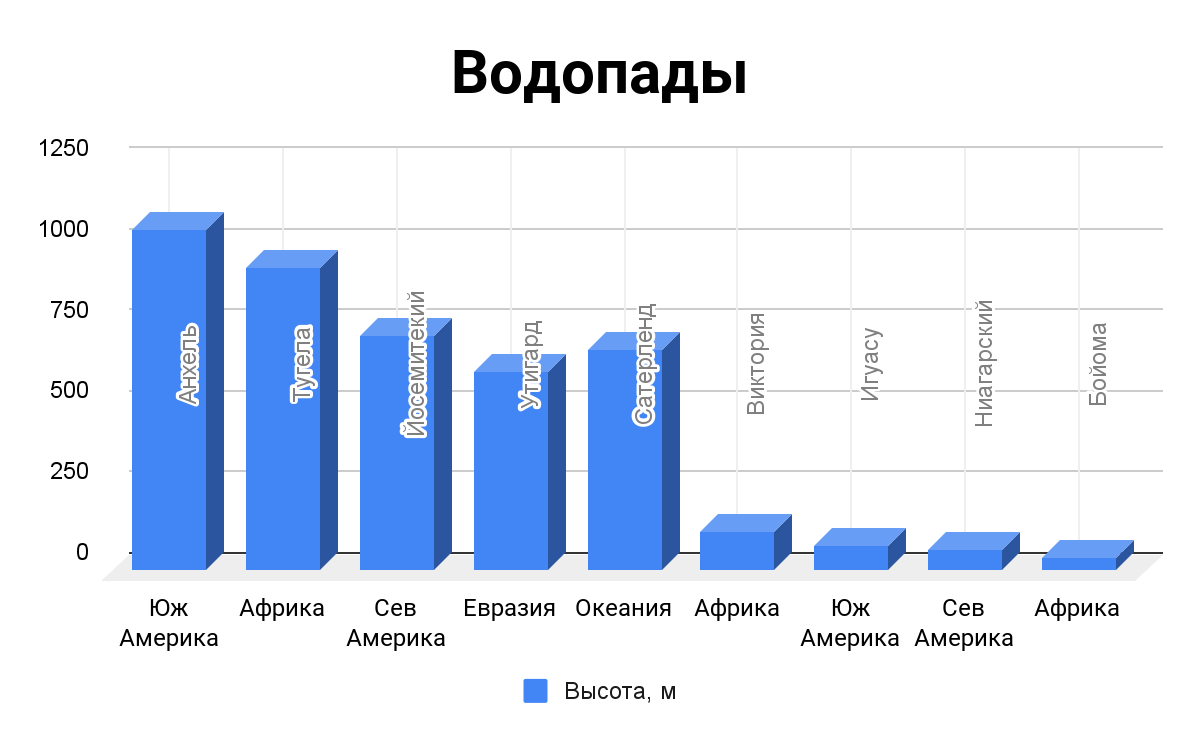 Водопады
1250
1000
750
500
250
0
Анхель
Тугела
Йосемитекий
Утигард
Сатерленд
Виктория
Игуасу
Ниагарский
Бойома
Юж Америка
Африка
Сев Америка
Евразия
Океания
Африка
Юж Америка
Сев Америка
Африка
Высота, м